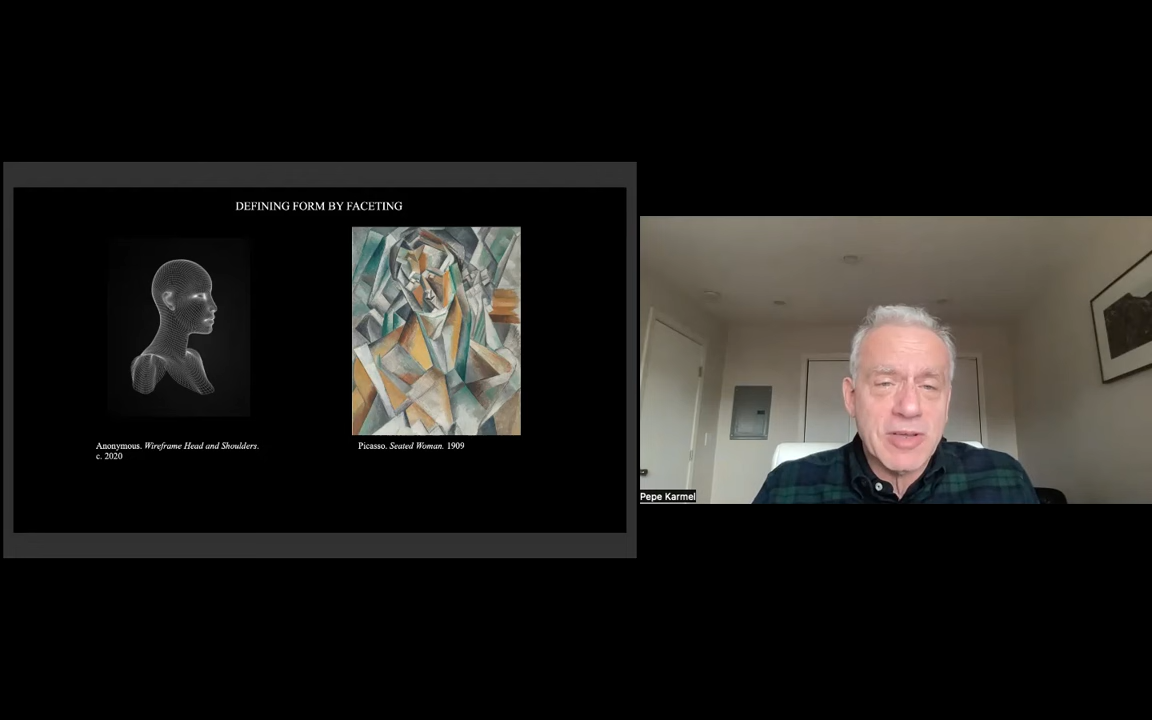 DEFINING FORM BY FACETING
Anonymous. Wireframe Head and Shoulders.
c. 2020
Picasso. Seated Woman. 1909
Pepe Karmel